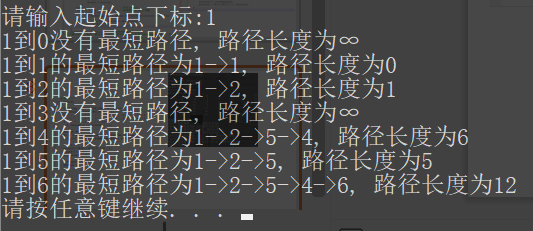 请输入起始点下标:1
1到0没有最短路径, 路径长度为∞
1到1的最短路径为1->1, 路径长度为0
1到2的最短路径为1->2, 路径长度为1
1到3没有最短路径, 路径长度为∞
1到4的最短路径为1->2->5->4, 路径长度为6
1到5的最短路径为1->2->5, 路径长度为5
1到6的最短路径为1->2->5->4->6, 路径长度为12
请按任意键继续. . .